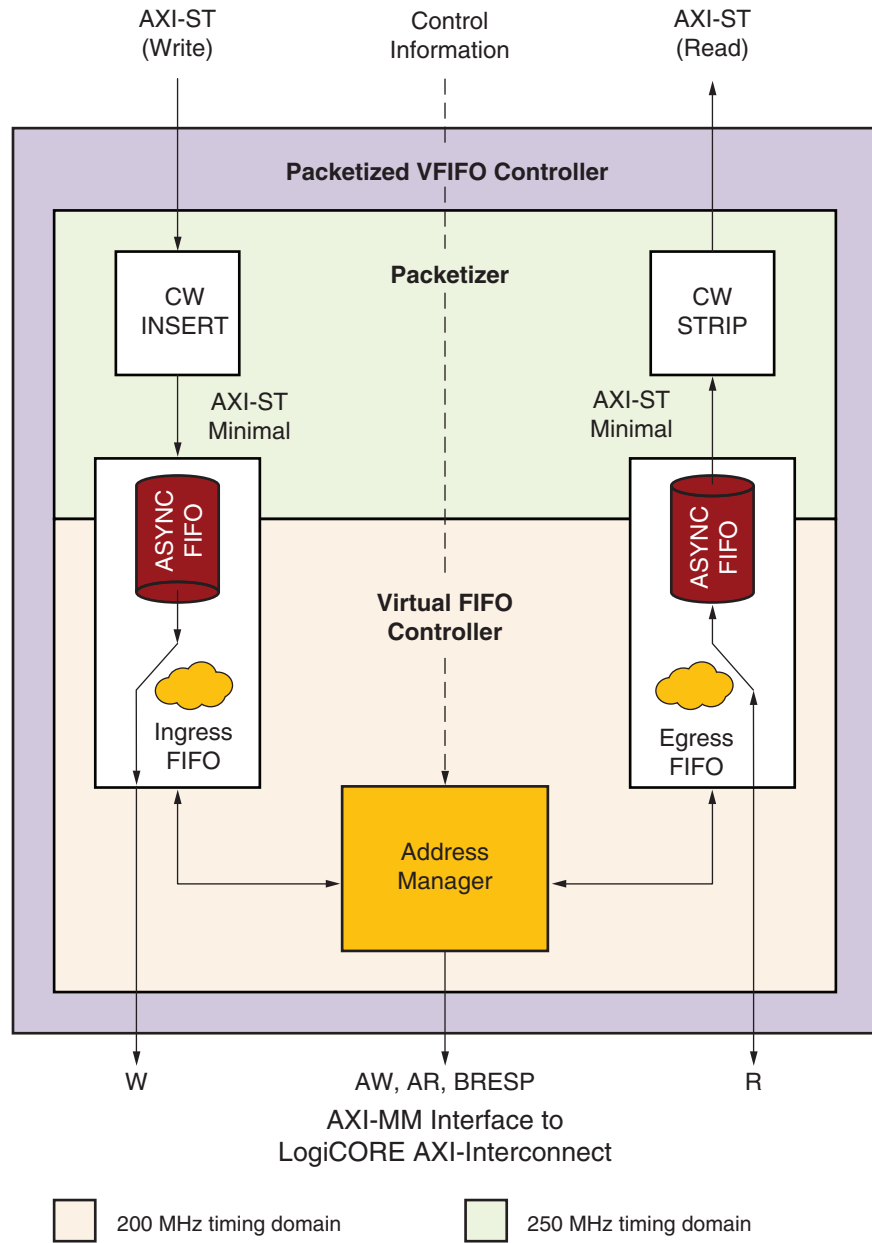 AXI-ST
(Write)
Control
Information
AXI-ST
(Read)
Packetized VFIFO Controller
Packetizer
CW
INSERT
CW
STRIP
AXI-ST
Minimal
AXI-ST
Minimal
ASYNC
FIFO
ASYNC
FIFO
Virtual FIFO
Controller
Ingress
FIFO
Egress
FIFO
Address
Manager
W
AW, AR, BRESP
R
AXI-MM Interface to
LogiCORE AXI-Interconnect
200 MHz timing domain
250 MHz timing domain